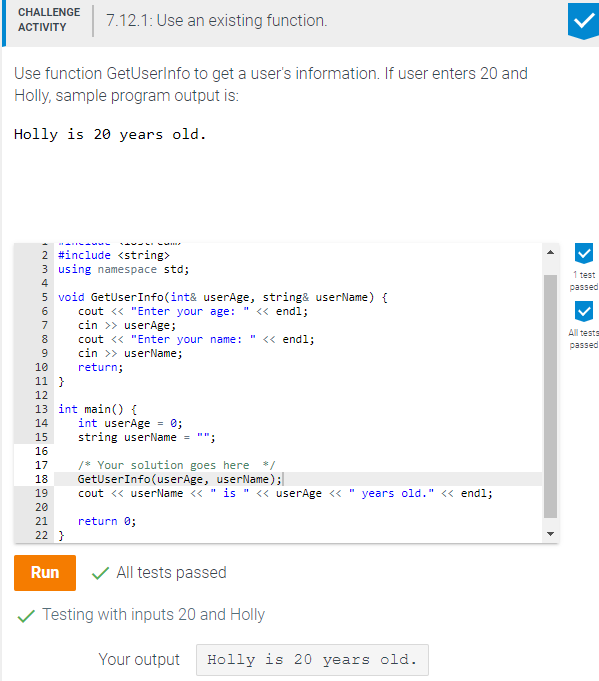 CHALLENGE
ACTIVITY
7.12.1: Use an existing function.
Use function GetUserInfo to get a user's information. If user enters 20 and
Holly, sample program output is:
Holly is 20 years old.
1 #include <iostream>
2 #include <string>
3 using namespace std;
4
5 void GetUserInfo(int& userAge, string& userName) {
6    cout << "Enter your age: " << endl;
7    cin >> userAge;
8    cout << "Enter your name: " << endl;
9    cin >> userName;
10    return;
11 }
12
13 int main() {
14    int userAge = 0;
15    string userName = "";
16
17    /* Your solution goes here  */
18    GetUserInfo(userAge, userName);
19    cout << userName << " is " << userAge << " years old." << endl;
20
21    return 0;
22 }
1 test
passed
All tests
passed
Run
All tests passed
Testing with inputs 20 and Holly
Your output
Holly is 20 years old.